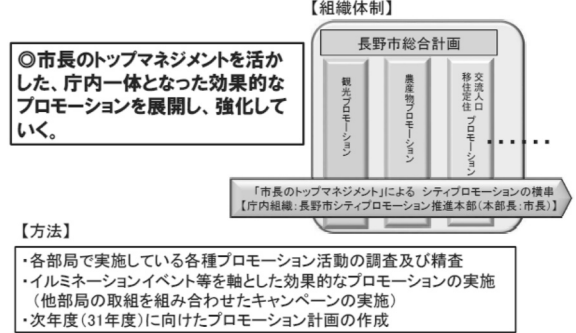 【組織体制】
◎市長のトップマネジメントを活か
した、庁内一体となった効果的な
プロモーションを展開し、強化して
いく。
長野市総合計画
観光プロモーション
農産物プロモーション
交流人口
移住定住 プロモーション
・・・・・・
「市長のトップマネジメント」による シティプロモーションの横串
【庁内組織:長野市シティプロモーション推進本部(本部長:市長)】
【方法】
・各部局で実施している各種プロモーション活動の調査及び精査
・イルミネーションイベント等を軸とした効果的なプロモーションの実施
(他部局の取組を組み合わせたキャンペーンの実施)
・次年度(31年度)に向けたプロモーション計画の作成